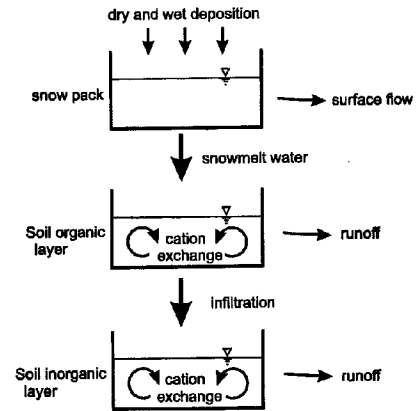 dry and wet deposition
snow pack
surface flow
snowmelt water
Soil organic
layer
cation
exchange
runoff
infiltration
Soil inorganic
layer
cation
exchange
runoff